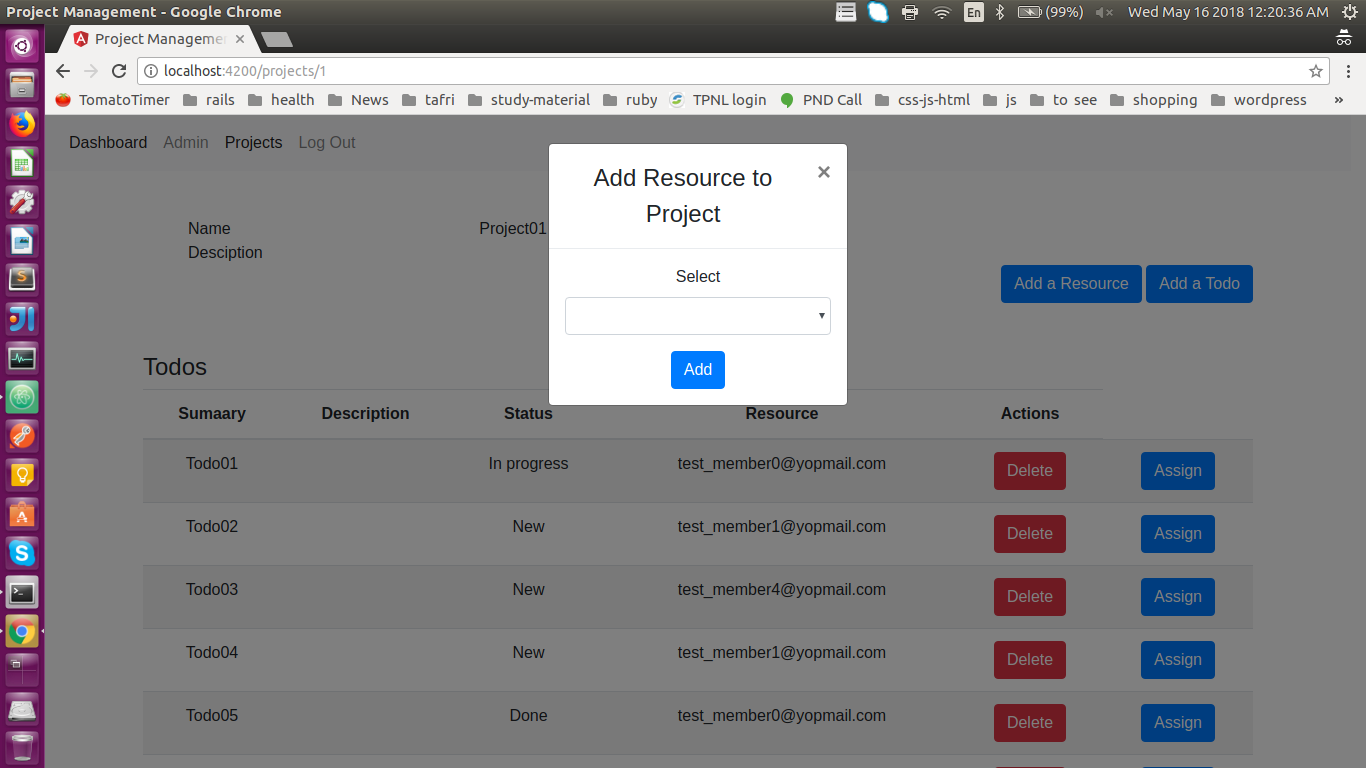 Project Management - Google Chrome
En
(99%)
Wed May 16 2018 12:20:36 AM
Project Manageme
localhost:4200/projects/1
TomatoTimer rails health News tafri study-material ruby TPNL login PND Call css-js-html js to see shopping wordpress »
Dashboard Admin Projects Log Out
Add Resource to
Project
×
Name Project01
Desciption
Select
Add a Resource Add a Todo
Add
Todos
Sumaary Description Status Resource Actions
Todo01 In progress test_member0@yopmail.com Delete Assign
Todo02 New test_member1@yopmail.com Delete Assign
Todo03 New test_member4@yopmail.com Delete Assign
Todo04 New test_member1@yopmail.com Delete Assign
Todo05 Done test_member0@yopmail.com Delete Assign